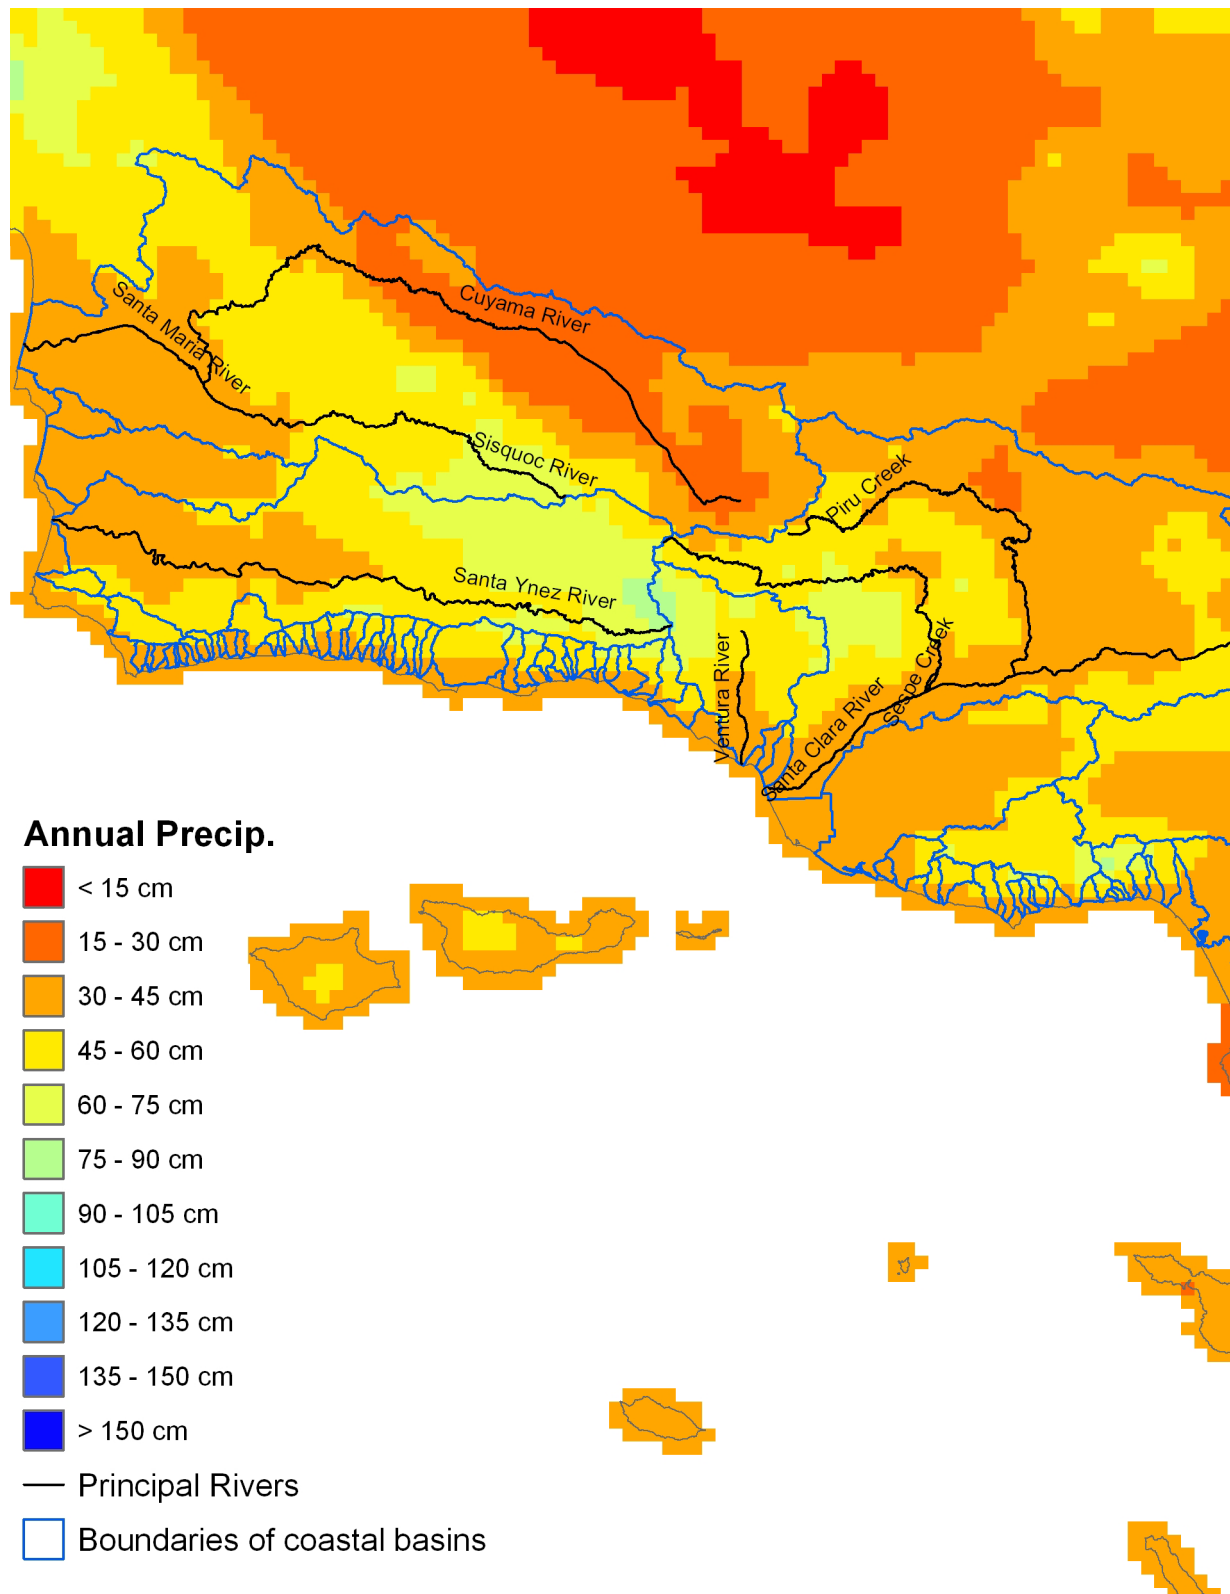 Cuyama River
Santa Maria River
Sisquoc River
Piru Creek
Santa Ynez River
Ventura River
Sespe Creek
Santa Clara River
Annual Precip.
< 15 cm
15 - 30 cm
30 - 45 cm
45 - 60 cm
60 - 75 cm
75 - 90 cm
90 - 105 cm
105 - 120 cm
120 - 135 cm
135 - 150 cm
> 150 cm
Principal Rivers
Boundaries of coastal basins